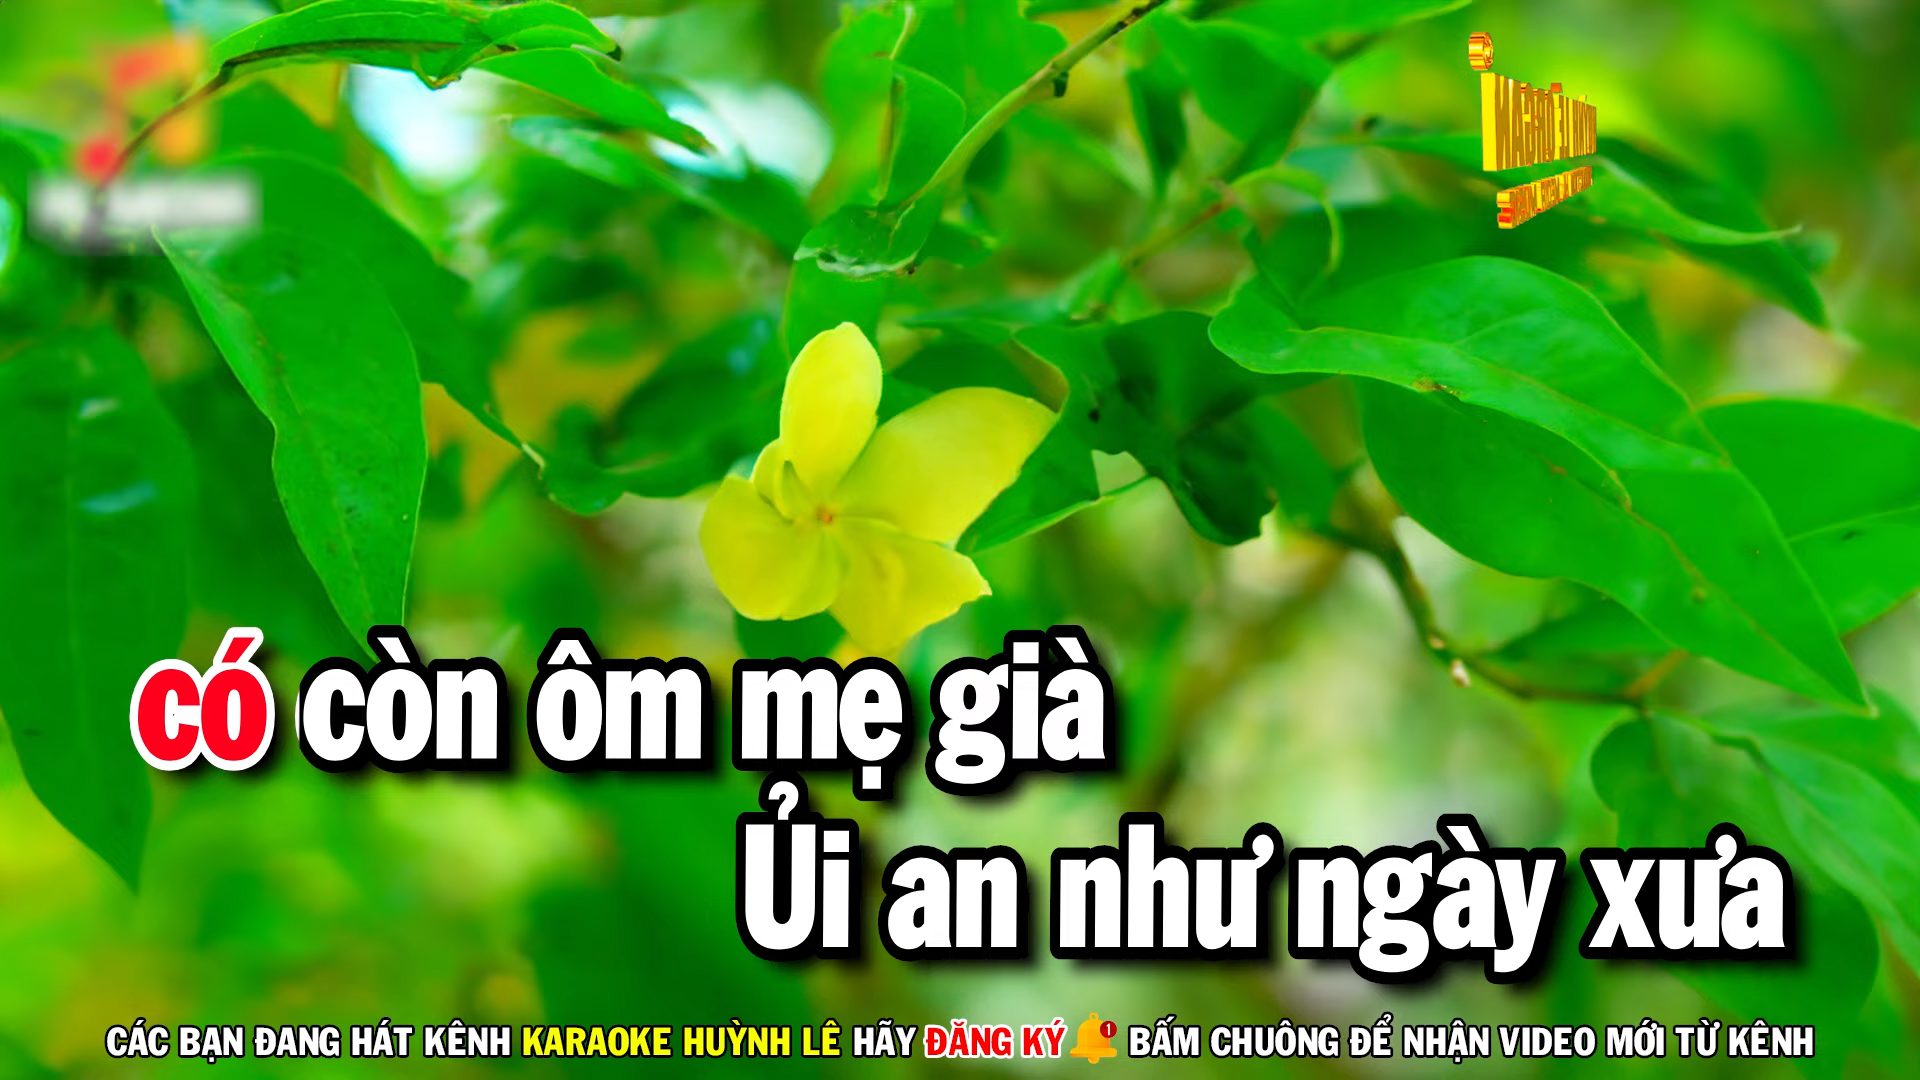 có còn ôm mẹ già
Ủi an như ngày xưa
CÁC BẠN ĐANG HÁT KÊNH KARAOKE HUỲNH LÊ HÃY ĐĂNG KÝ 1 BẤM CHUÔNG ĐỂ NHẬN VIDEO MỚI TỪ KÊNH